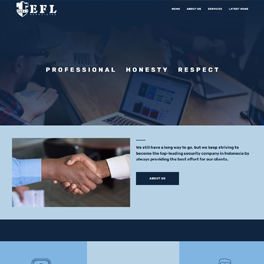 EFL
HOME ABOUT US SERVICES LATEST NEWS
PROFESSIONAL HONESTY RESPECT
We still have a long way to go, but we keep striving to
become the top-leading security company in Indonesia by
always providing the best effort for our clients.
ABOUT US